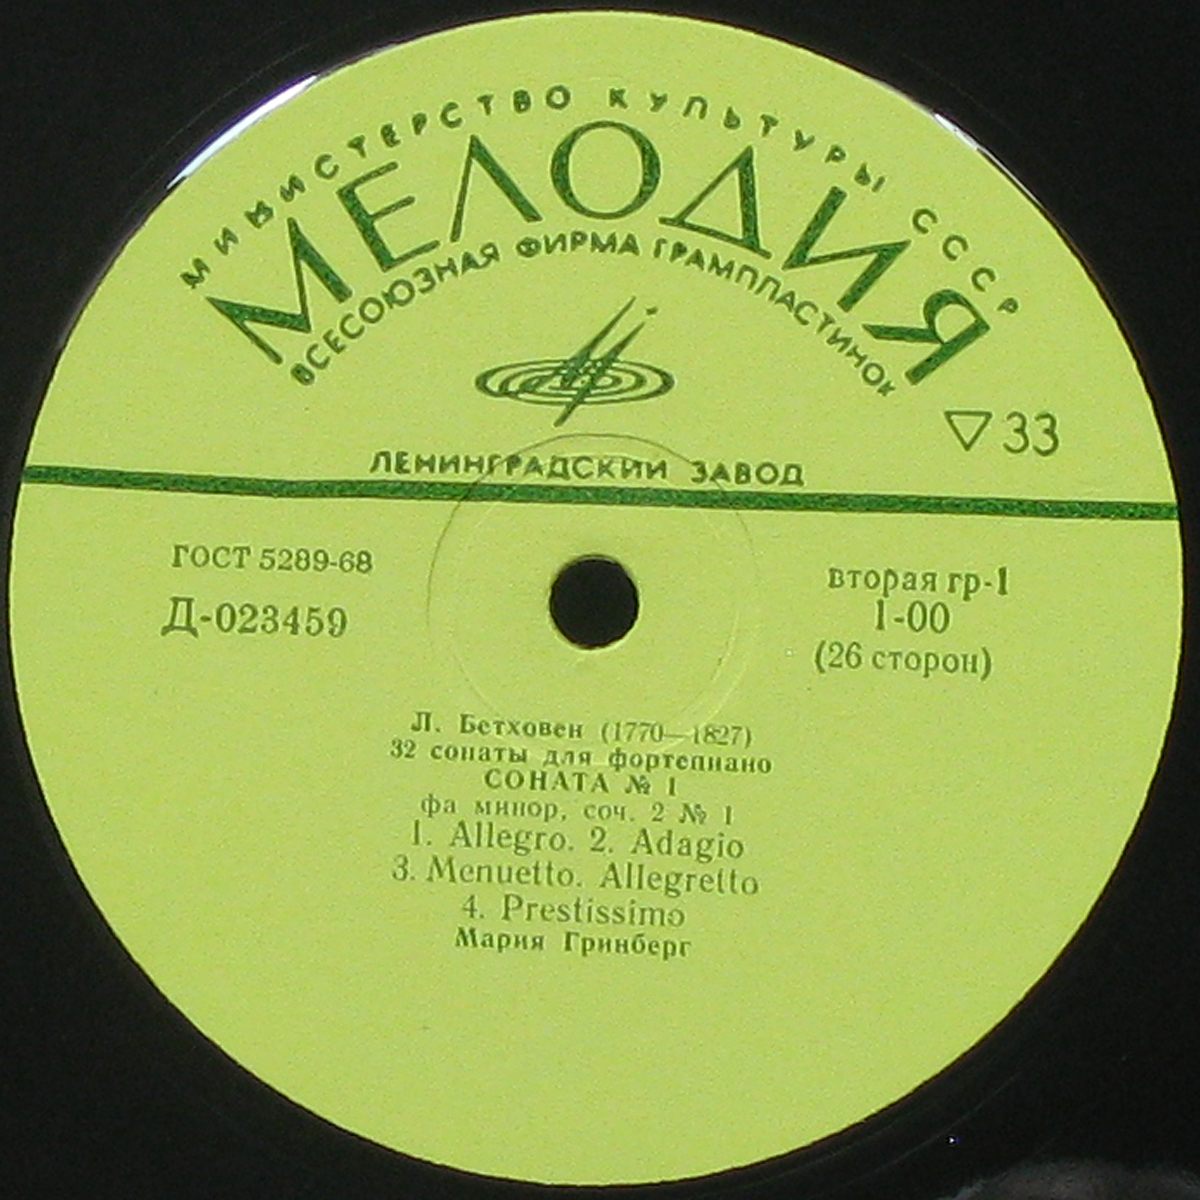 МИНИСТЕРСТВО КУЛЬТУРЫ СССР
МЕЛОДИЯ
ВСЕСОЮЗНАЯ ФИРМА ГРАМПЛАСТИНОК
▽ 33
ЛЕНИНГРАДСКИЙ ЗАВОД
ГОСТ 5289-68
Д-023459
вторая гр-1
1-00
(26 сторон)
Л. Бетховен (1770—1827)
32 сонаты для фортепиано
СОНАТА № 1
фа минор, соч. 2 № 1
1. Allegro. 2. Adagio
3. Menuetto. Allegretto
4. Prestissimo
Мария Гринберг